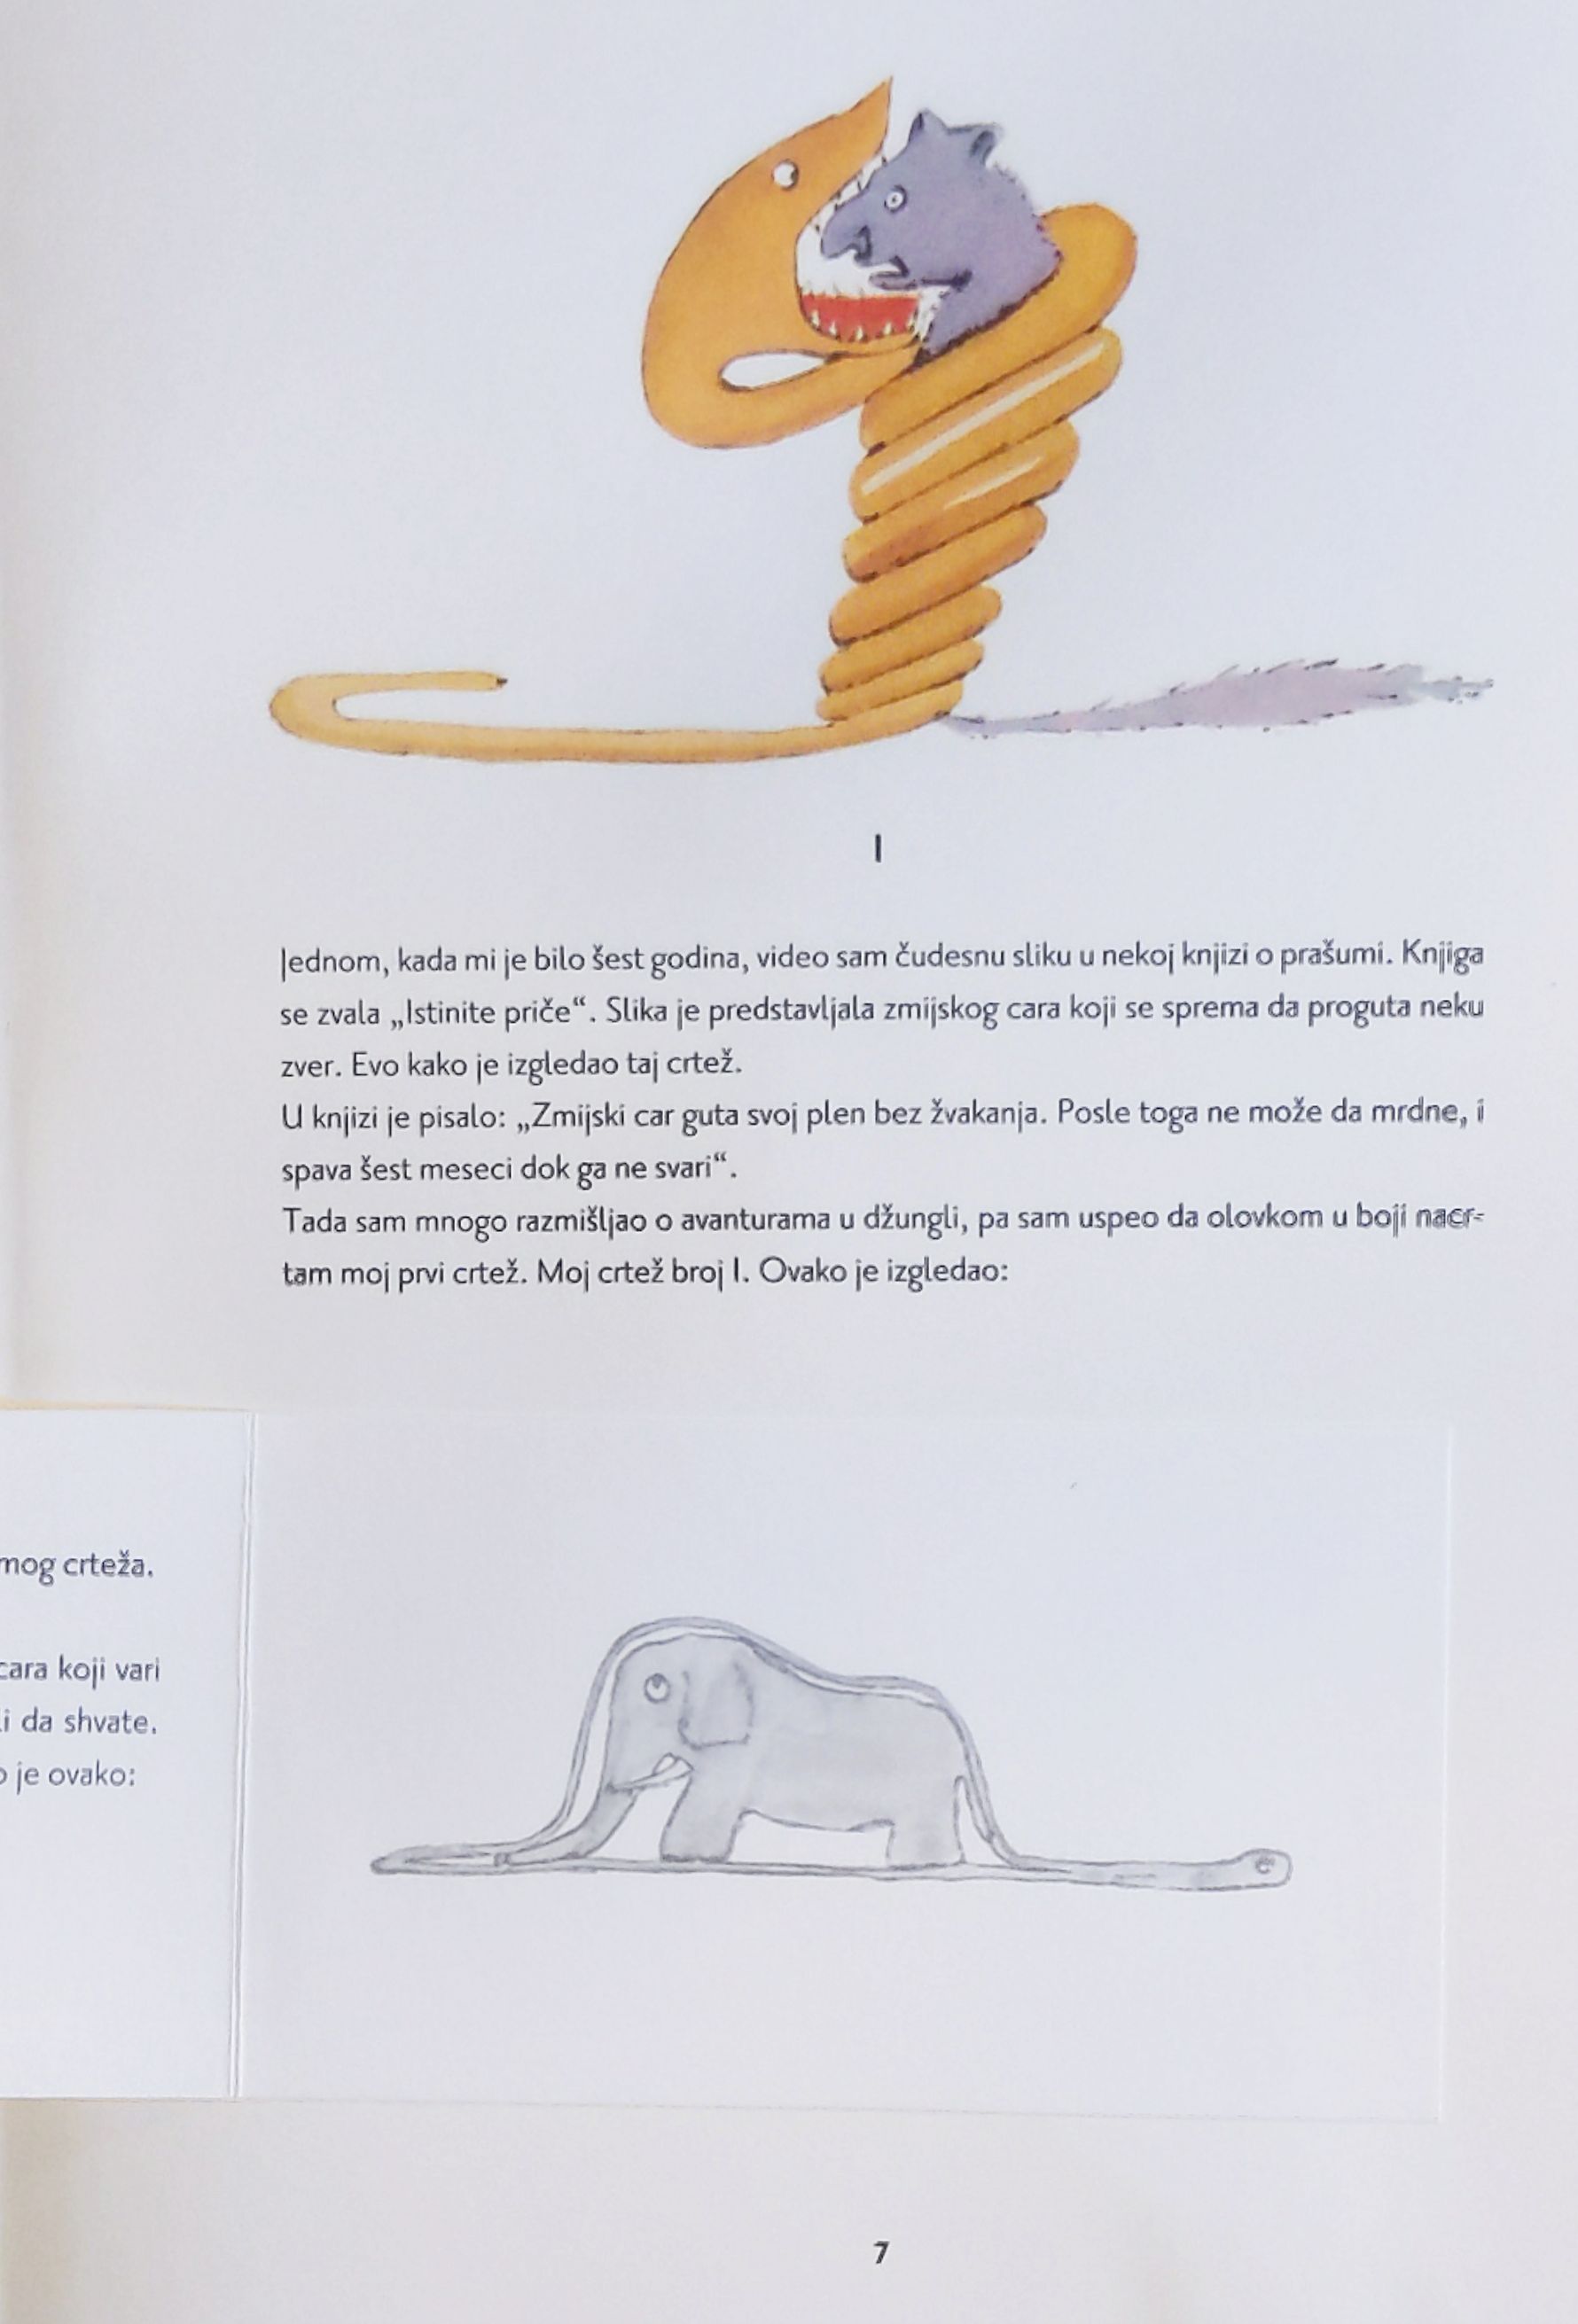 I
Jednom, kada mi je bilo šest godina, video sam čudesnu sliku u nekoj knjizi o prašumi. Knjiga
se zvala „Istinite priče“. Slika je predstavljala zmijskog cara koji se sprema da proguta neku
zver. Evo kako je izgledao taj crtež.
U knjizi je pisalo: „Zmijski car guta svoj plen bez žvakanja. Posle toga ne može da mrdne, i
spava šest meseci dok ga ne svari“.
Tada sam mnogo razmišljao o avanturama u džungli, pa sam uspeo da olovkom u boji nacr-
tam moj prvi crtež. Moj crtež broj I. Ovako je izgledao:
mog crteža.
cara koji vari
da shvate.
je ovako:
7